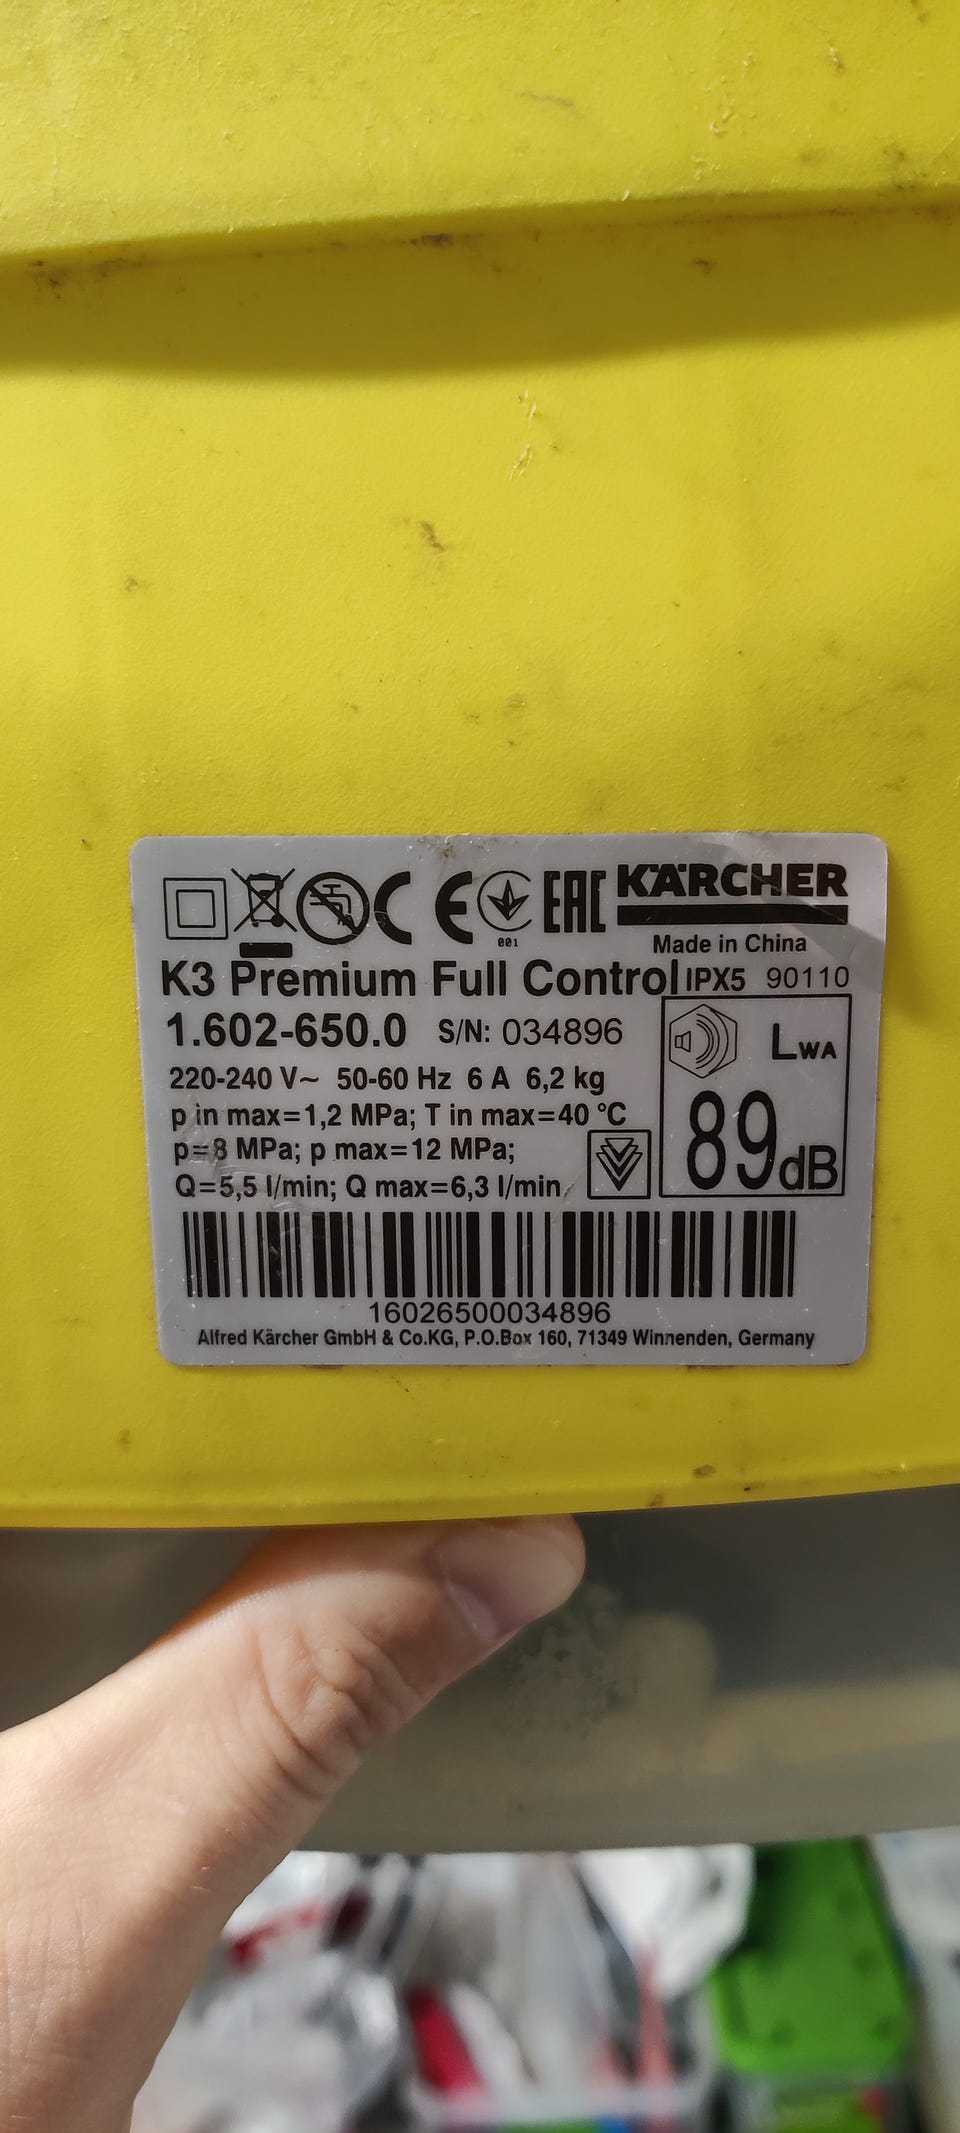 CE 001 EAC KÄRCHER
Made in China
K3 Premium Full Control IPX5 90110
1.602-650.0 S/N: 034896
220-240 V~ 50-60 Hz 6 A 6,2 kg
p in max=1,2 MPa; T in max=40 °C
p=8 MPa; p max=12 MPa;
Q=5,5 l/min; Q max=6,3 l/min
LWA
89dB
16026500034896
Alfred Kärcher GmbH & Co.KG, P.O.Box 160, 71349 Winnenden, Germany